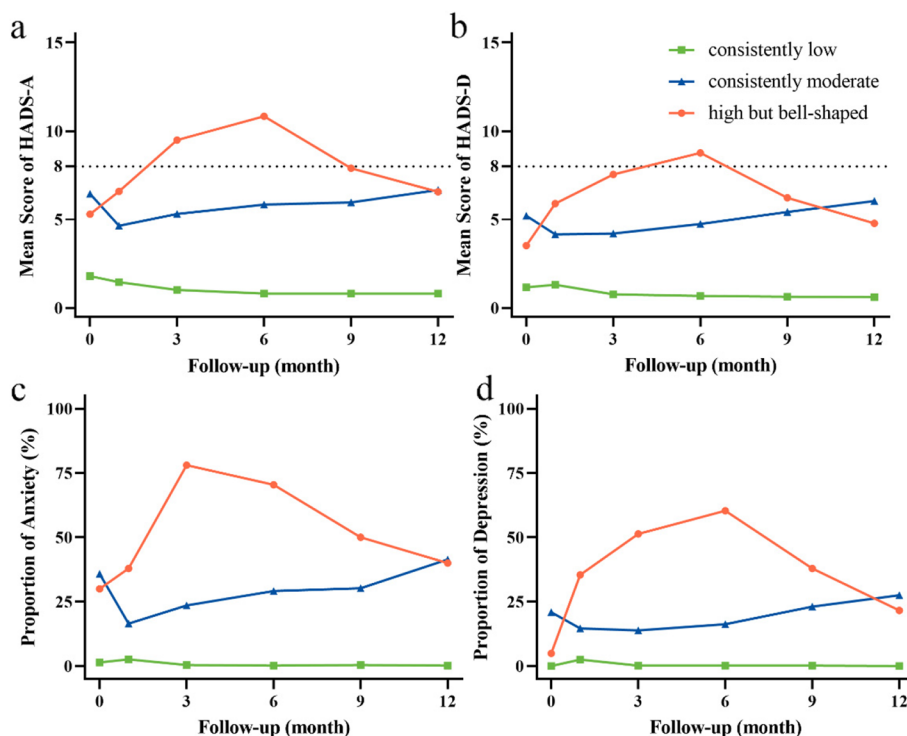 a
15
10
8
5
0
Mean Score of HADS-A
0 3 6 9 12
Follow-up (month)
b
15
10
8
5
0
Mean Score of HADS-D
consistently low
consistently moderate
high but bell-shaped
0 3 6 9 12
Follow-up (month)
c
100
75
50
25
0
Proportion of Anxiety (%)
0 3 6 9 12
Follow-up (month)
d
100
75
50
25
0
Proportion of Depression (%)
0 3 6 9 12
Follow-up (month)